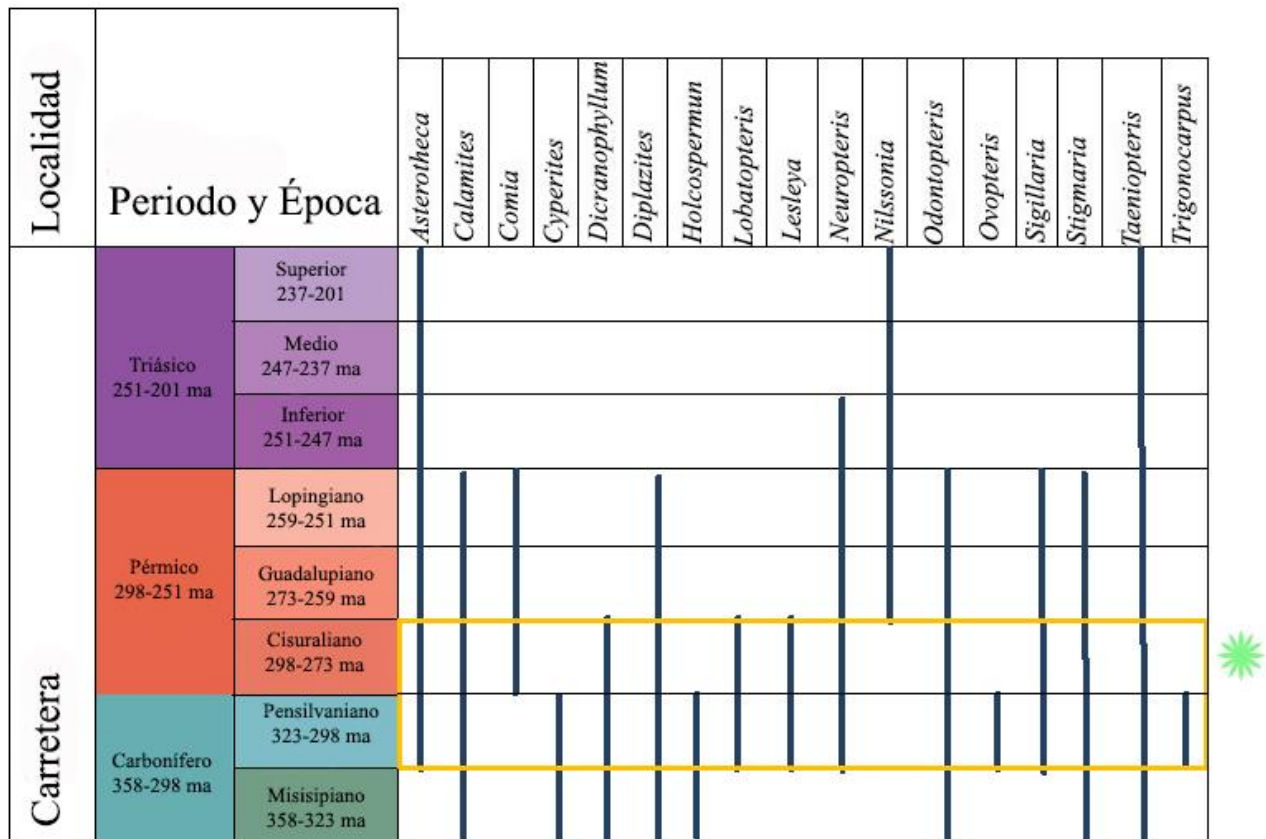 Localidad
Periodo y Época
Asterotheca
Calamites
Comia
Cyperites
Dicranophyllum
Diplazites
Holcospermun
Lobatopteris
Lesleya
Neuropteris
Nilssonia
Odontopteris
Ovopteris
Sigillaria
Stigmaria
Taeniopteris
Trigonocarpus
Carretera
Triásico
251-201 ma
Superior
237-201
Medio
247-237 ma
Inferior
251-247 ma
Pérmico
298-251 ma
Lopingiano
259-251 ma
Guadalupiano
273-259 ma
Cisuraliano
298-273 ma
Carbonífero
358-298 ma
Pensilvaniano
323-298 ma
Misisipiano
358-323 ma